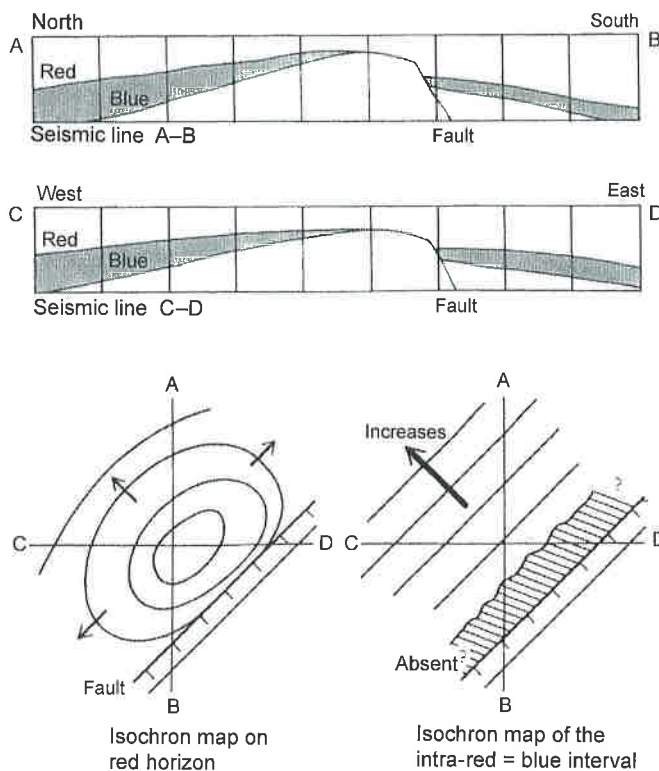 North South
A B
Red
Blue
Seismic line A–B Fault
West East
C D
Red
Blue
Seismic line C–D Fault
A A
Increases
?
C D C D
Absent ?
Fault
B B
Isochron map on
red horizon
Isochron map of the
intra-red = blue interval